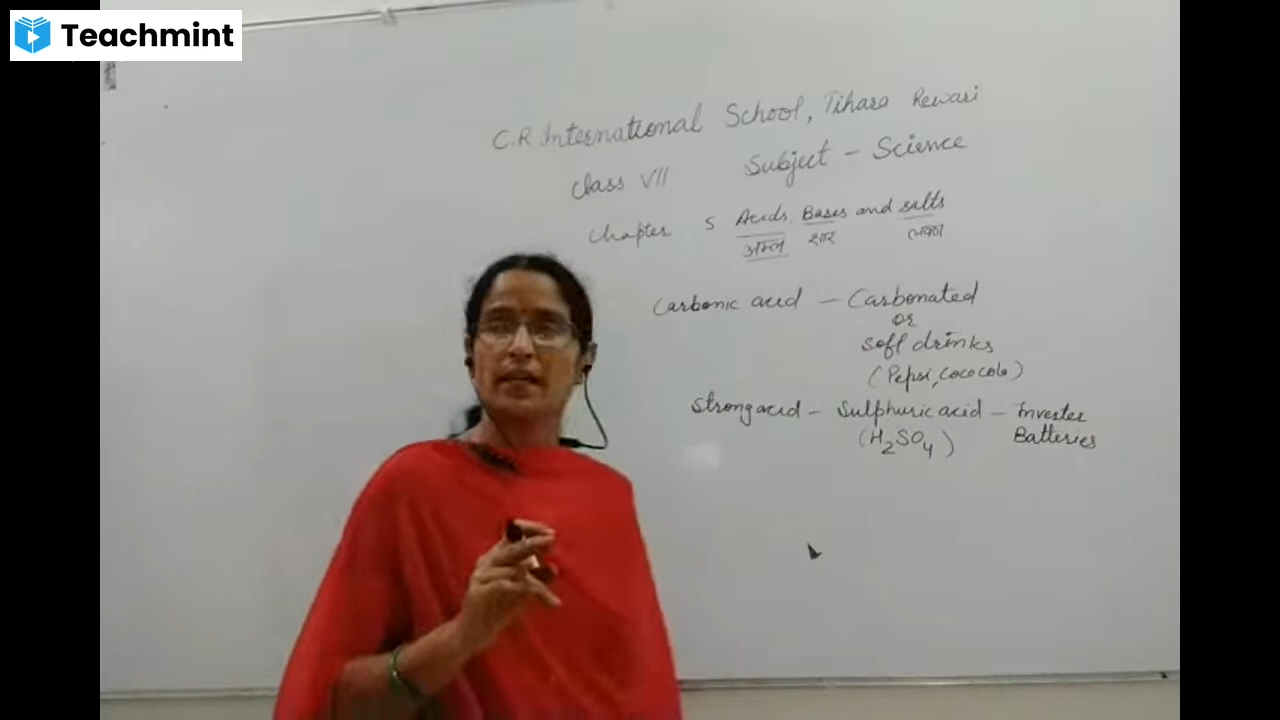 Teachmint
C.R. International School, Tihara Rewari
Class VII Subject - Science
Chapter 5 Acids, Bases and salts
अम्ल क्षार लवण
Carbonic acid - Carbonated
or
soft drinks
(Pepsi, Cococola)
Strong acid - Sulphuric acid - Inverter
(H₂SO₄) Batteries